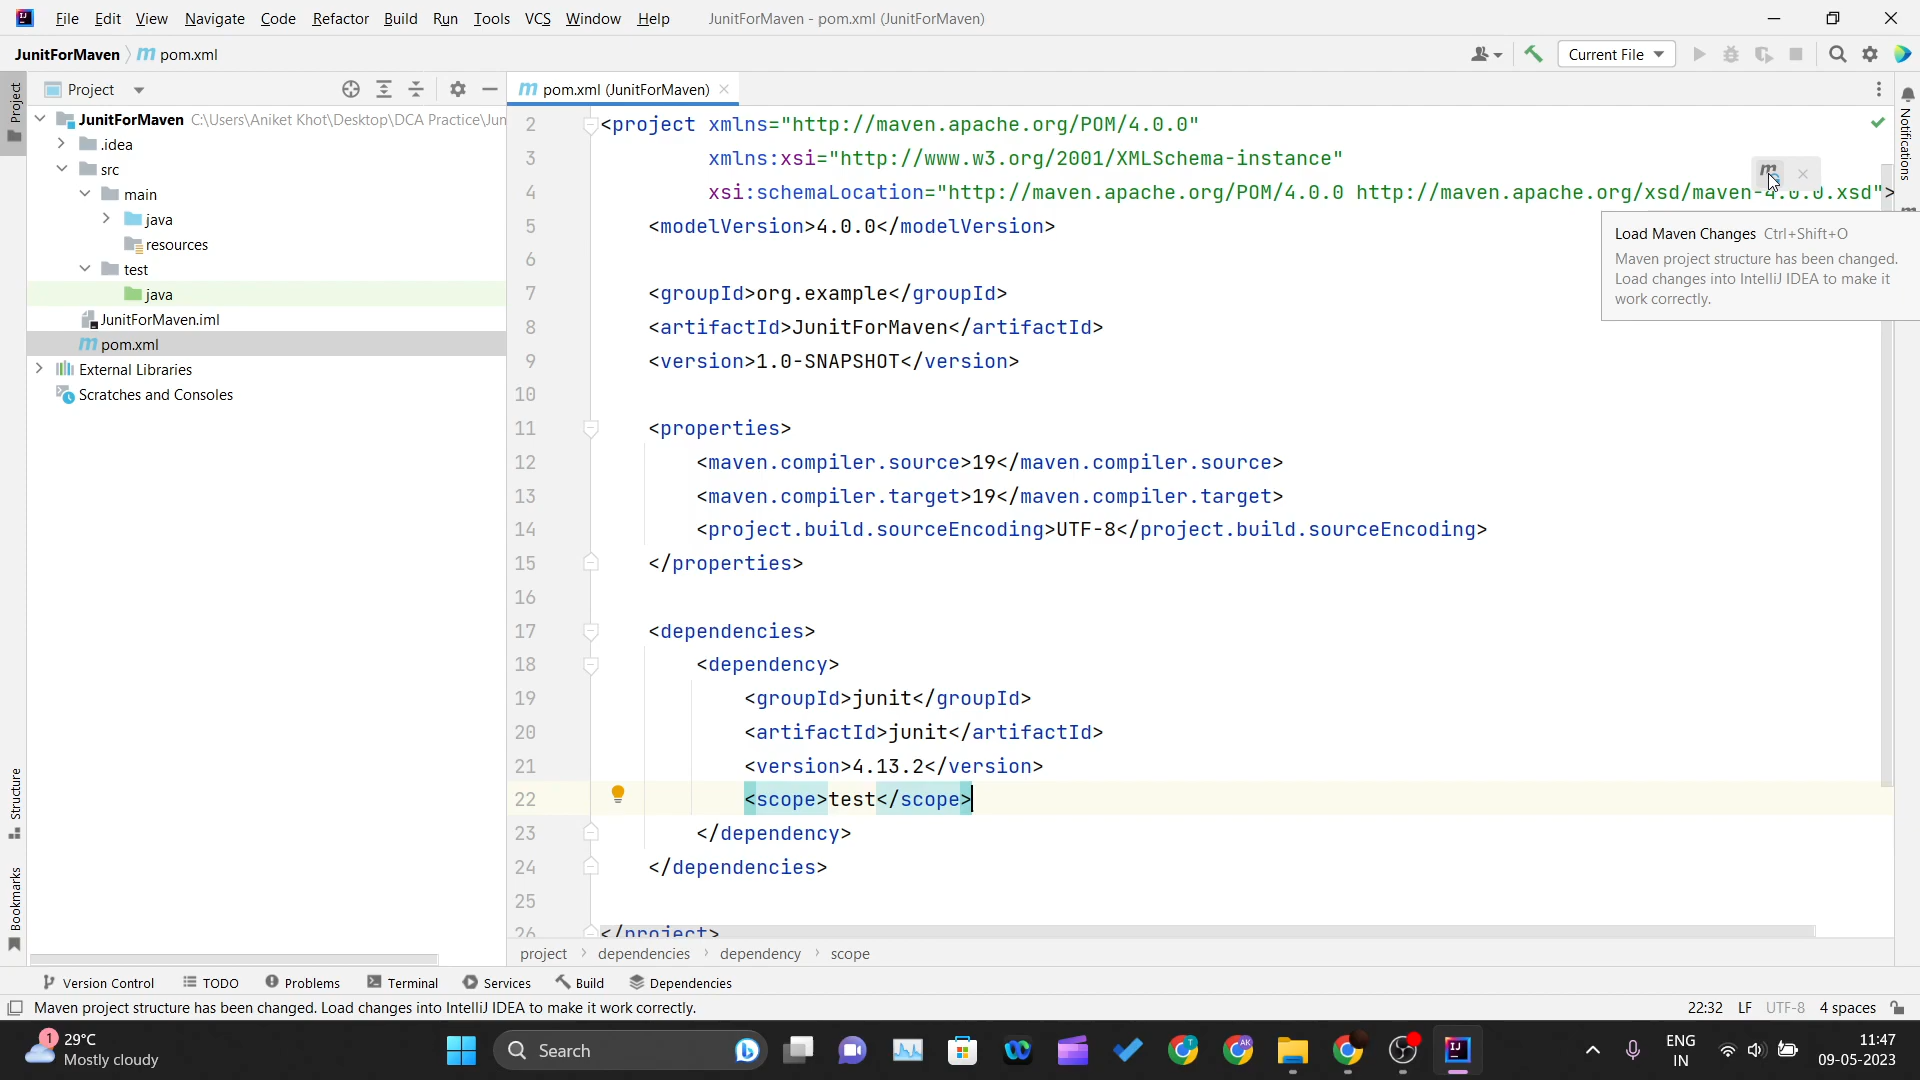 File Edit View Navigate Code Refactor Build Run Tools VCS Window Help JunitForMaven - pom.xml (JunitForMaven)
JunitForMaven pom.xml
Current File
Project
pom.xml (JunitForMaven)
Project
Notifications
JunitForMaven C:\Users\Aniket Khot\Desktop\DCA Practice\Jun
.idea
src
main
java
resources
test
java
JunitForMaven.iml
pom.xml
External Libraries
Scratches and Consoles
2 <project xmlns="http://maven.apache.org/POM/4.0.0"
3 xmlns:xsi="http://www.w3.org/2001/XMLSchema-instance"
4 xsi:schemaLocation="http://maven.apache.org/POM/4.0.0 http://maven.apache.org/xsd/maven-4.0.0.xsd">
5 <modelVersion>4.0.0</modelVersion>
6
7 <groupId>org.example</groupId>
8 <artifactId>JunitForMaven</artifactId>
9 <version>1.0-SNAPSHOT</version>
10
11 <properties>
12 <maven.compiler.source>19</maven.compiler.source>
13 <maven.compiler.target>19</maven.compiler.target>
14 <project.build.sourceEncoding>UTF-8</project.build.sourceEncoding>
15 </properties>
16
17 <dependencies>
18 <dependency>
19 <groupId>junit</groupId>
20 <artifactId>junit</artifactId>
21 <version>4.13.2</version>
22 <scope>test</scope>
23 </dependency>
24 </dependencies>
25
26 </project>
Load Maven Changes Ctrl+Shift+O
Maven project structure has been changed.
Load changes into IntelliJ IDEA to make it
work correctly.
Structure
Bookmarks
project dependencies dependency scope
Version Control TODO Problems Terminal Services Build Dependencies
Maven project structure has been changed. Load changes into IntelliJ IDEA to make it work correctly.
22:32 LF UTF-8 4 spaces
1
29°C
Mostly cloudy
Search
ENG
IN
11:47
09-05-2023